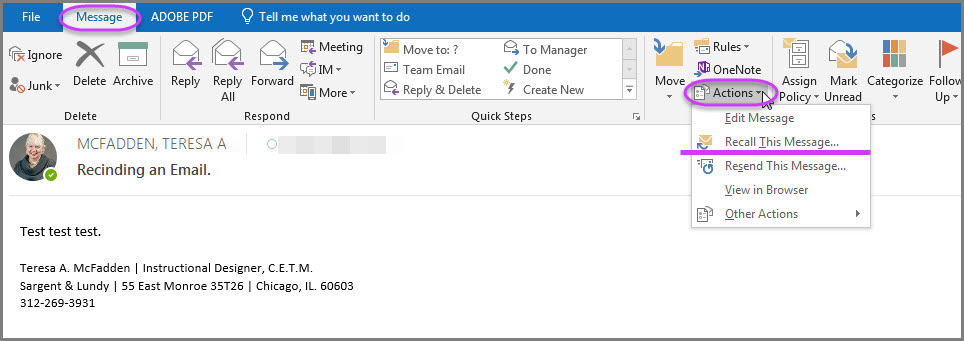 File Message ADOBE PDF Tell me what you want to do
Ignore
Junk
Delete
Archive
Delete
Reply
Reply All
Forward
Meeting
IM
More
Respond
Move to: ?
Team Email
Reply & Delete
To Manager
Done
Create New
Quick Steps
Move
Rules
OneNote
Actions
Assign Policy
Mark Unread
Categorize
Follow Up
s
Edit Message
Recall This Message...
Resend This Message...
View in Browser
Other Actions
MCFADDEN, TERESA A
Recinding an Email.
Test test test.
Teresa A. McFadden | Instructional Designer, C.E.T.M.
Sargent & Lundy | 55 East Monroe 35T26 | Chicago, IL. 60603
312-269-3931